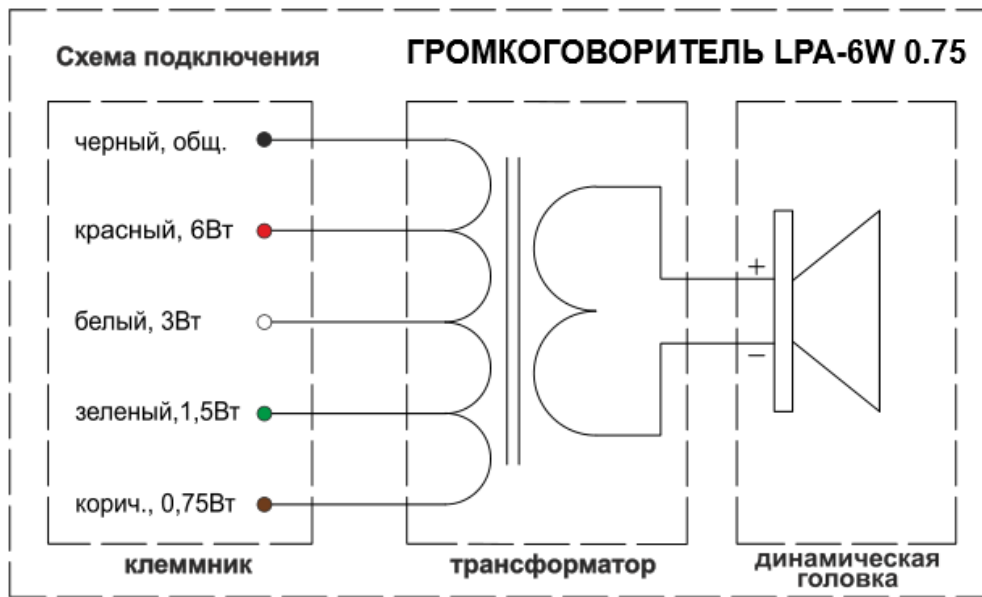 Схема подключения
ГРОМКОГОВОРИТЕЛЬ LPA-6W 0.75
черный, общ.
красный, 6Вт
белый, 3Вт
зеленый,1,5Вт
корич., 0,75Вт
+
–
клеммник
трансформатор
динамическая
головка